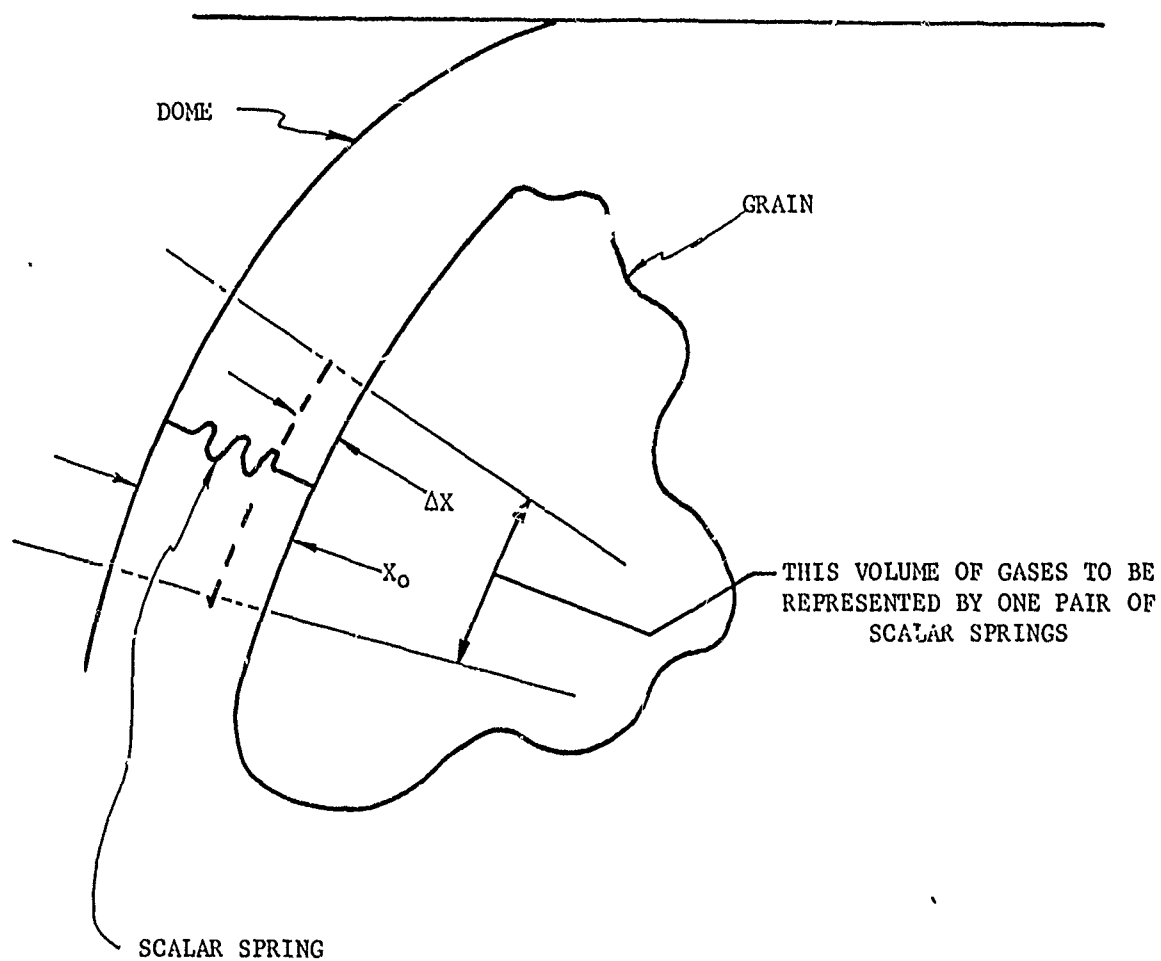 DOME
GRAIN
ΔX
X₀
THIS VOLUME OF GASES TO BE
REPRESENTED BY ONE PAIR OF
SCALAR SPRINGS
SCALAR SPRING